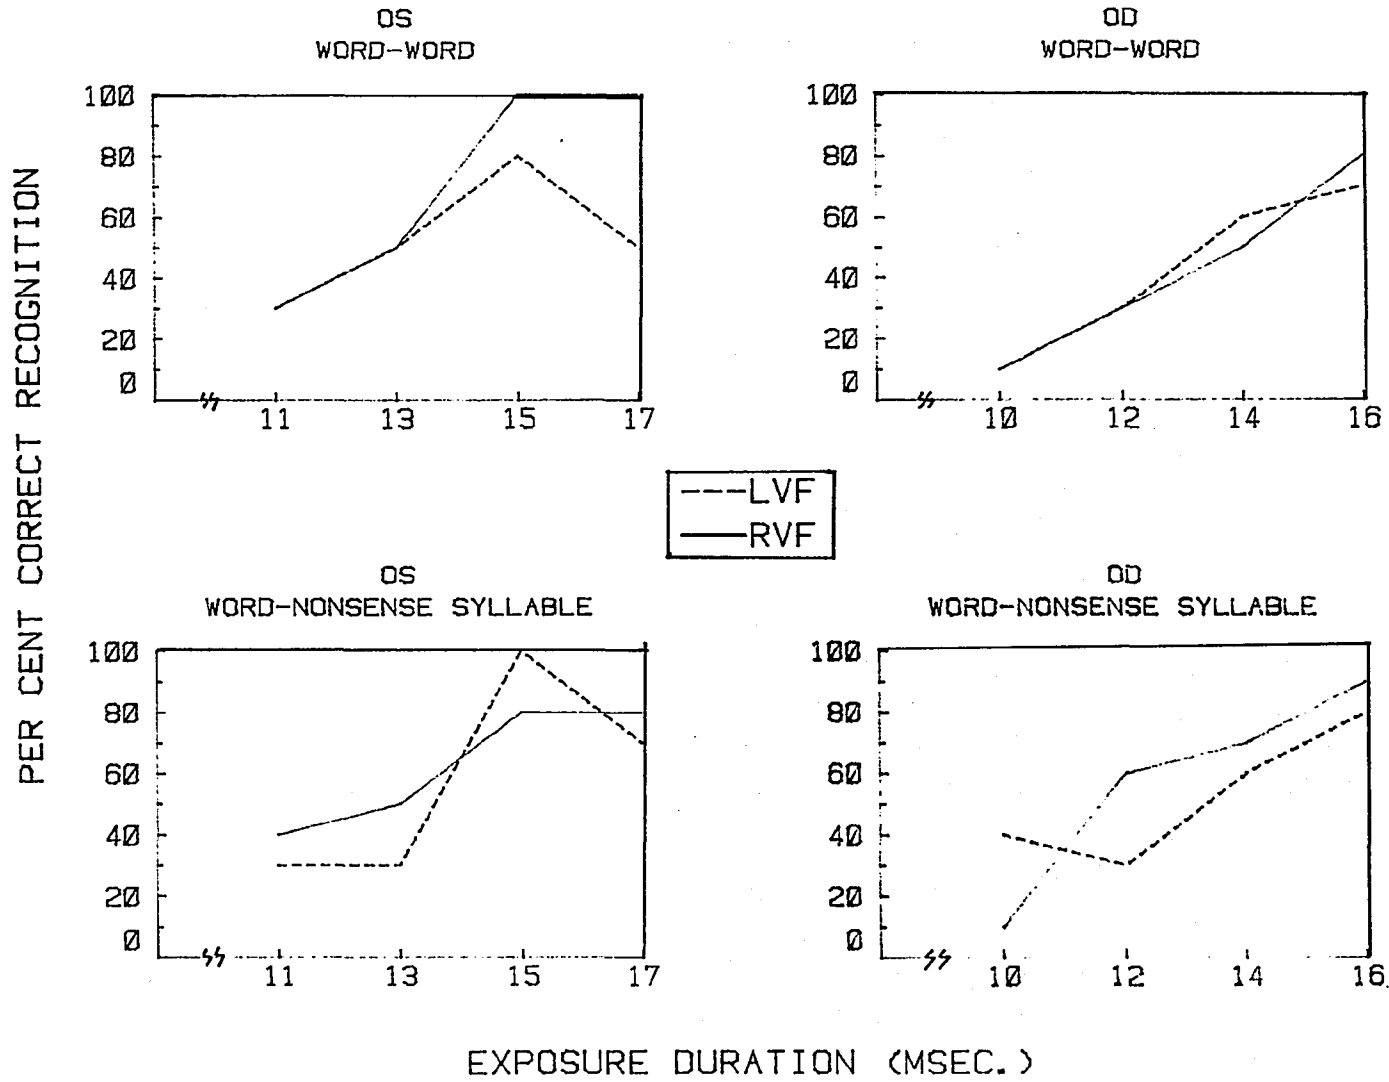 OS
WORD-WORD
OD
WORD-WORD
PER CENT CORRECT RECOGNITION
100
80
60
40
20
0
11 13 15 17
100
80
60
40
20
0
10 12 14 16
LVF
RVF
OS
WORD-NONSENSE SYLLABLE
OD
WORD-NONSENSE SYLLABLE
100
80
60
40
20
0
11 13 15 17
100
80
60
40
20
0
10 12 14 16
EXPOSURE DURATION (MSEC.)